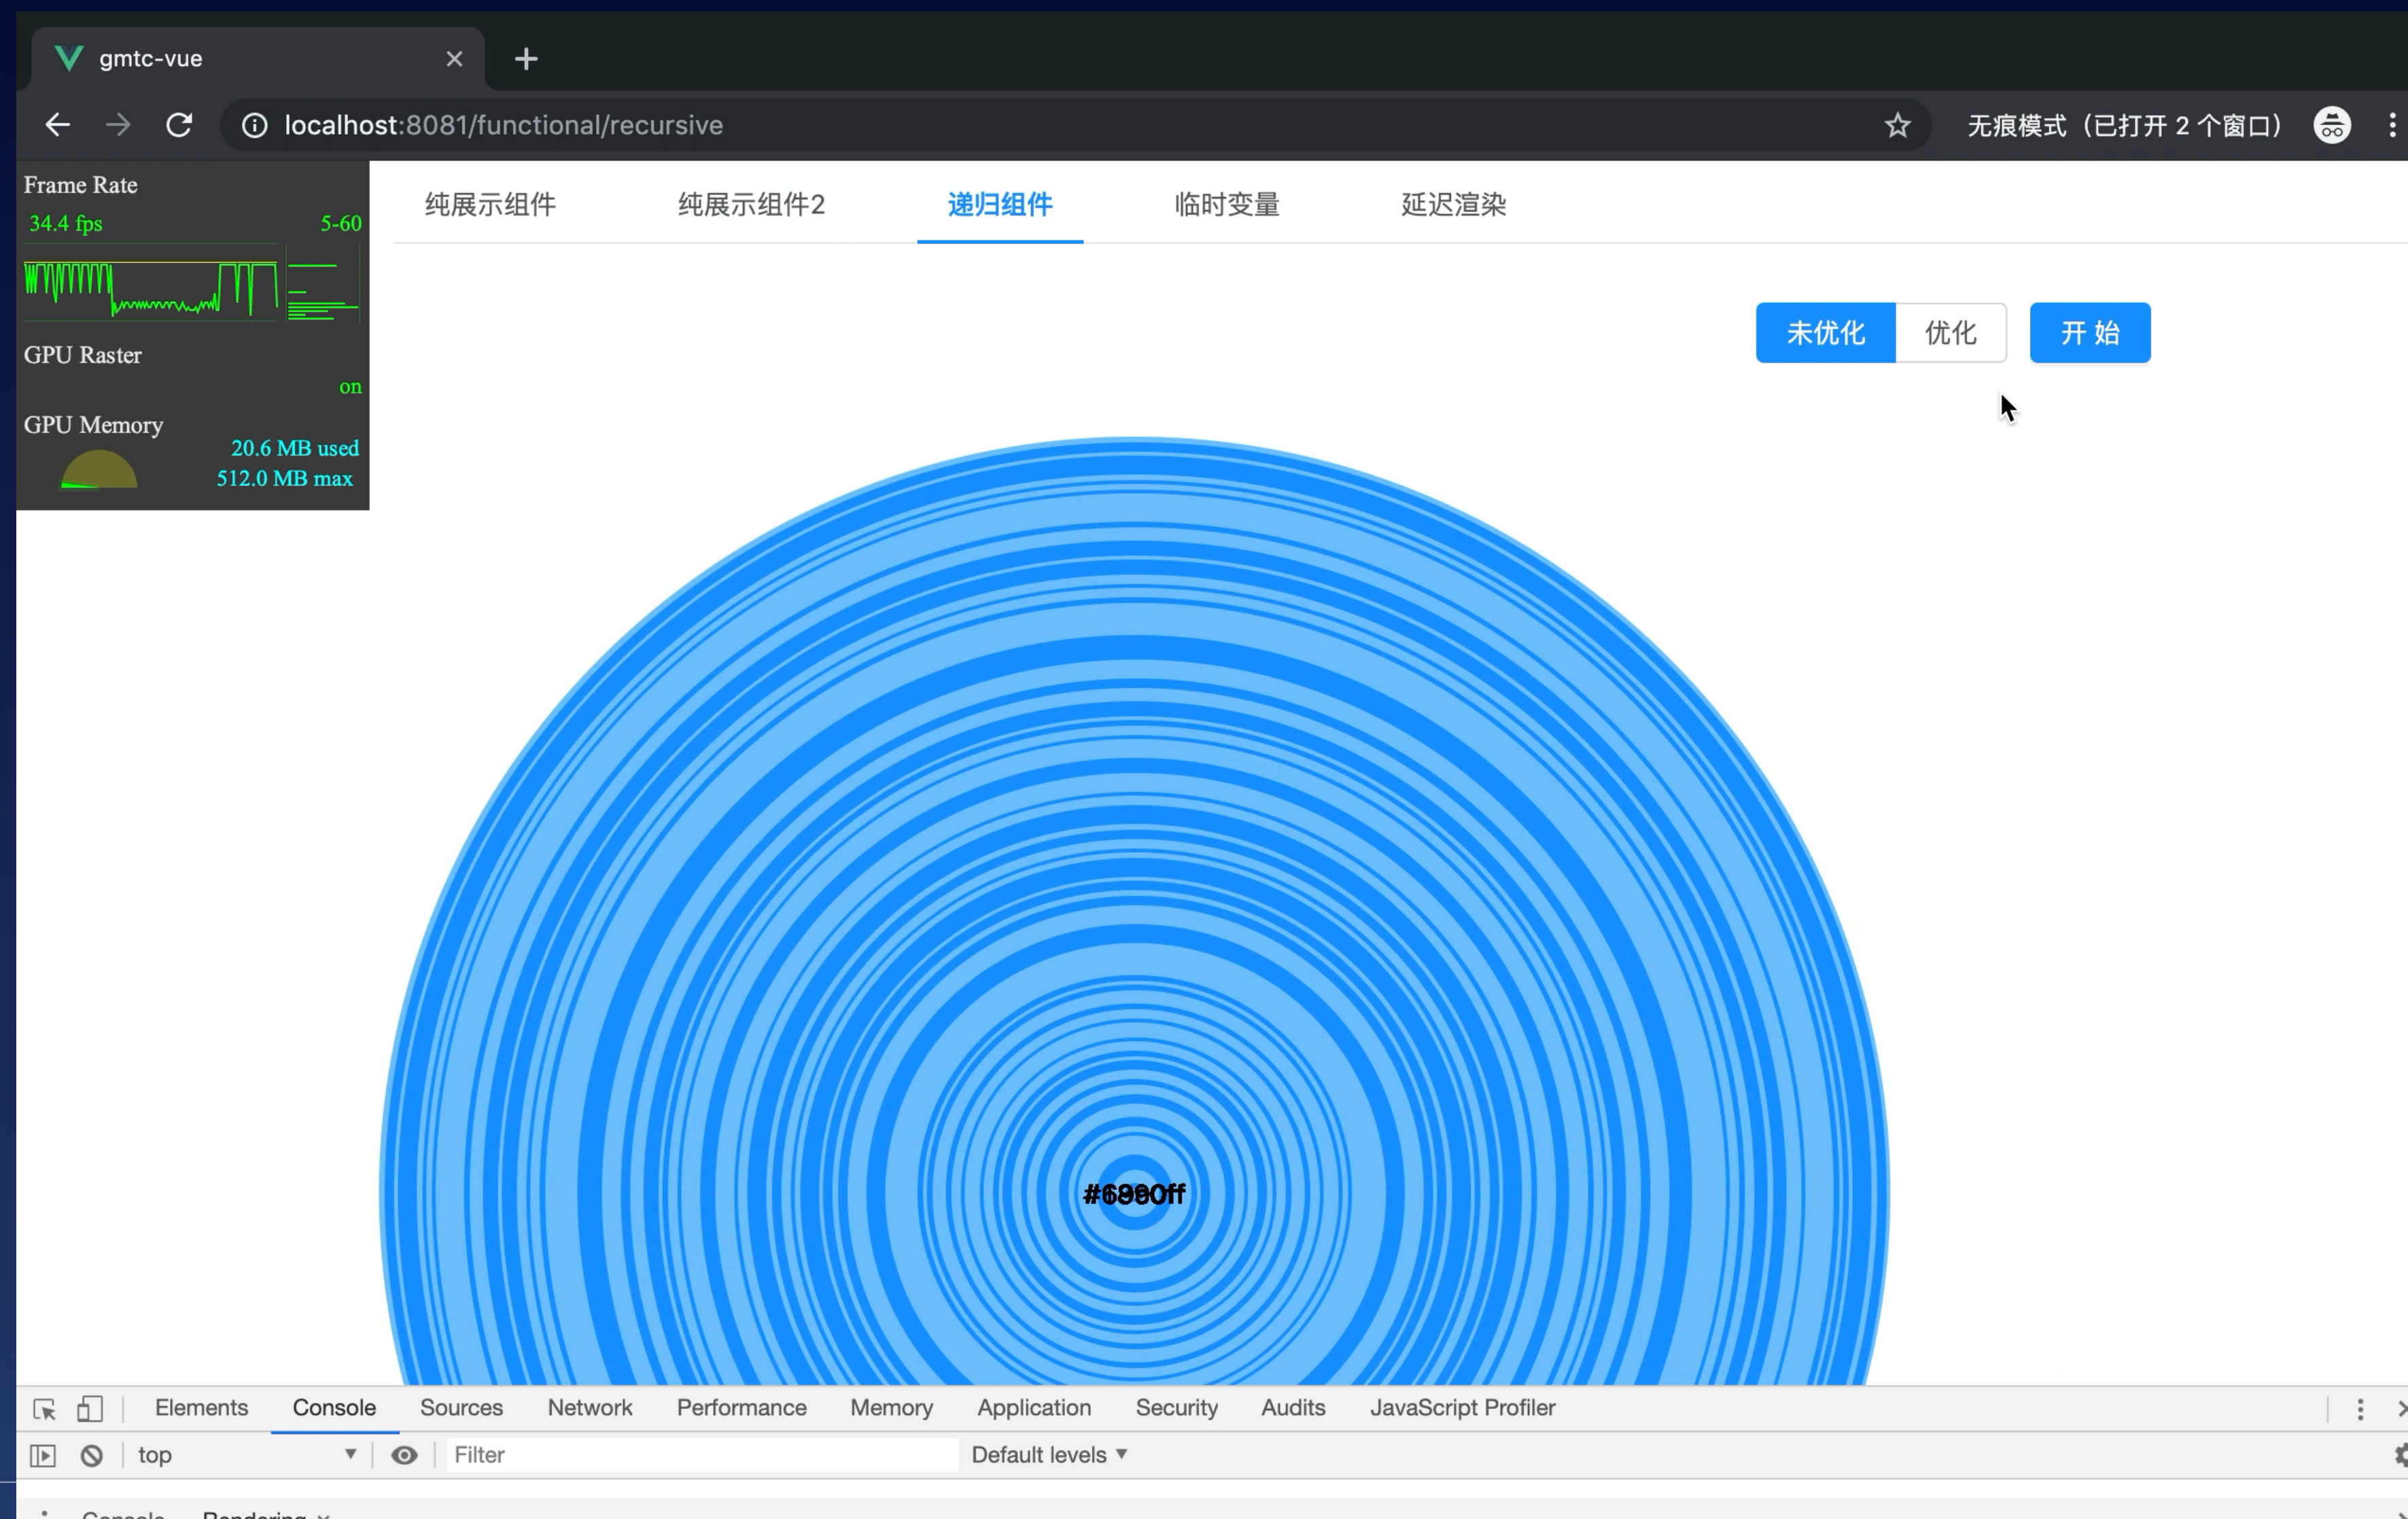 gmtc-vue
localhost:8081/functional/recursive
无痕模式（已打开 2 个窗口）
Frame Rate
34.4 fps 5-60
GPU Raster
on
GPU Memory
20.6 MB used
512.0 MB max
纯展示组件 纯展示组件2 递归组件 临时变量 延迟渲染
未优化 优化 开 始
Elements Console Sources Network Performance Memory Application Security Audits JavaScript Profiler
top Filter Default levels
Console Rendering